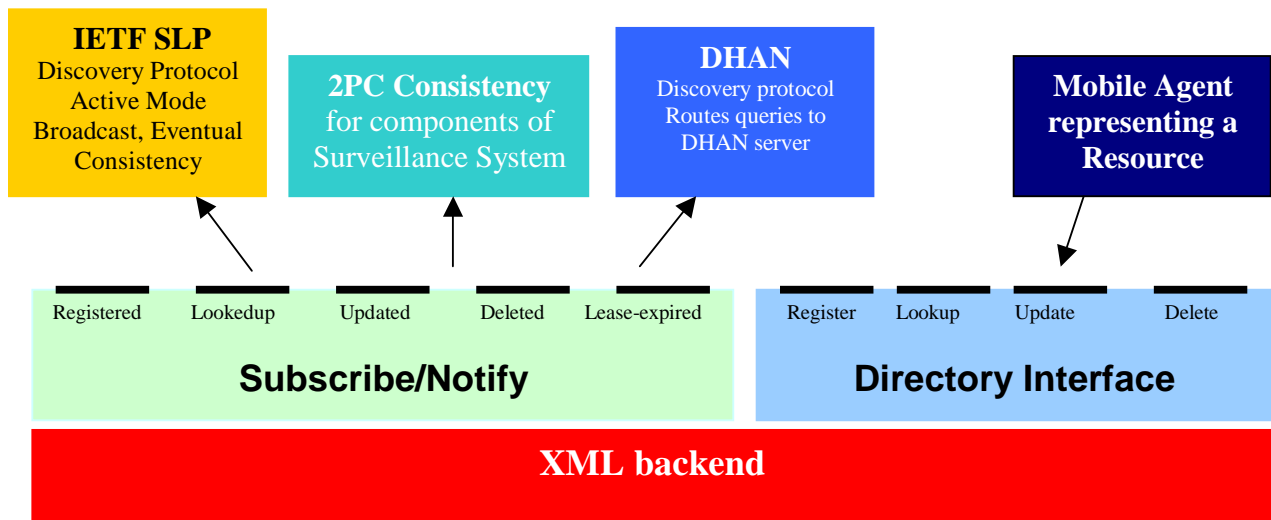 IETF SLP
Discovery Protocol
Active Mode
Broadcast, Eventual
Consistency
2PC Consistency
for components of
Surveillance System
DHAN
Discovery protocol
Routes queries to
DHAN server
Mobile Agent
representing a
Resource
Registered
Lookedup
Updated
Deleted
Lease-expired
Subscribe/Notify
Register
Lookup
Update
Delete
Directory Interface
XML backend